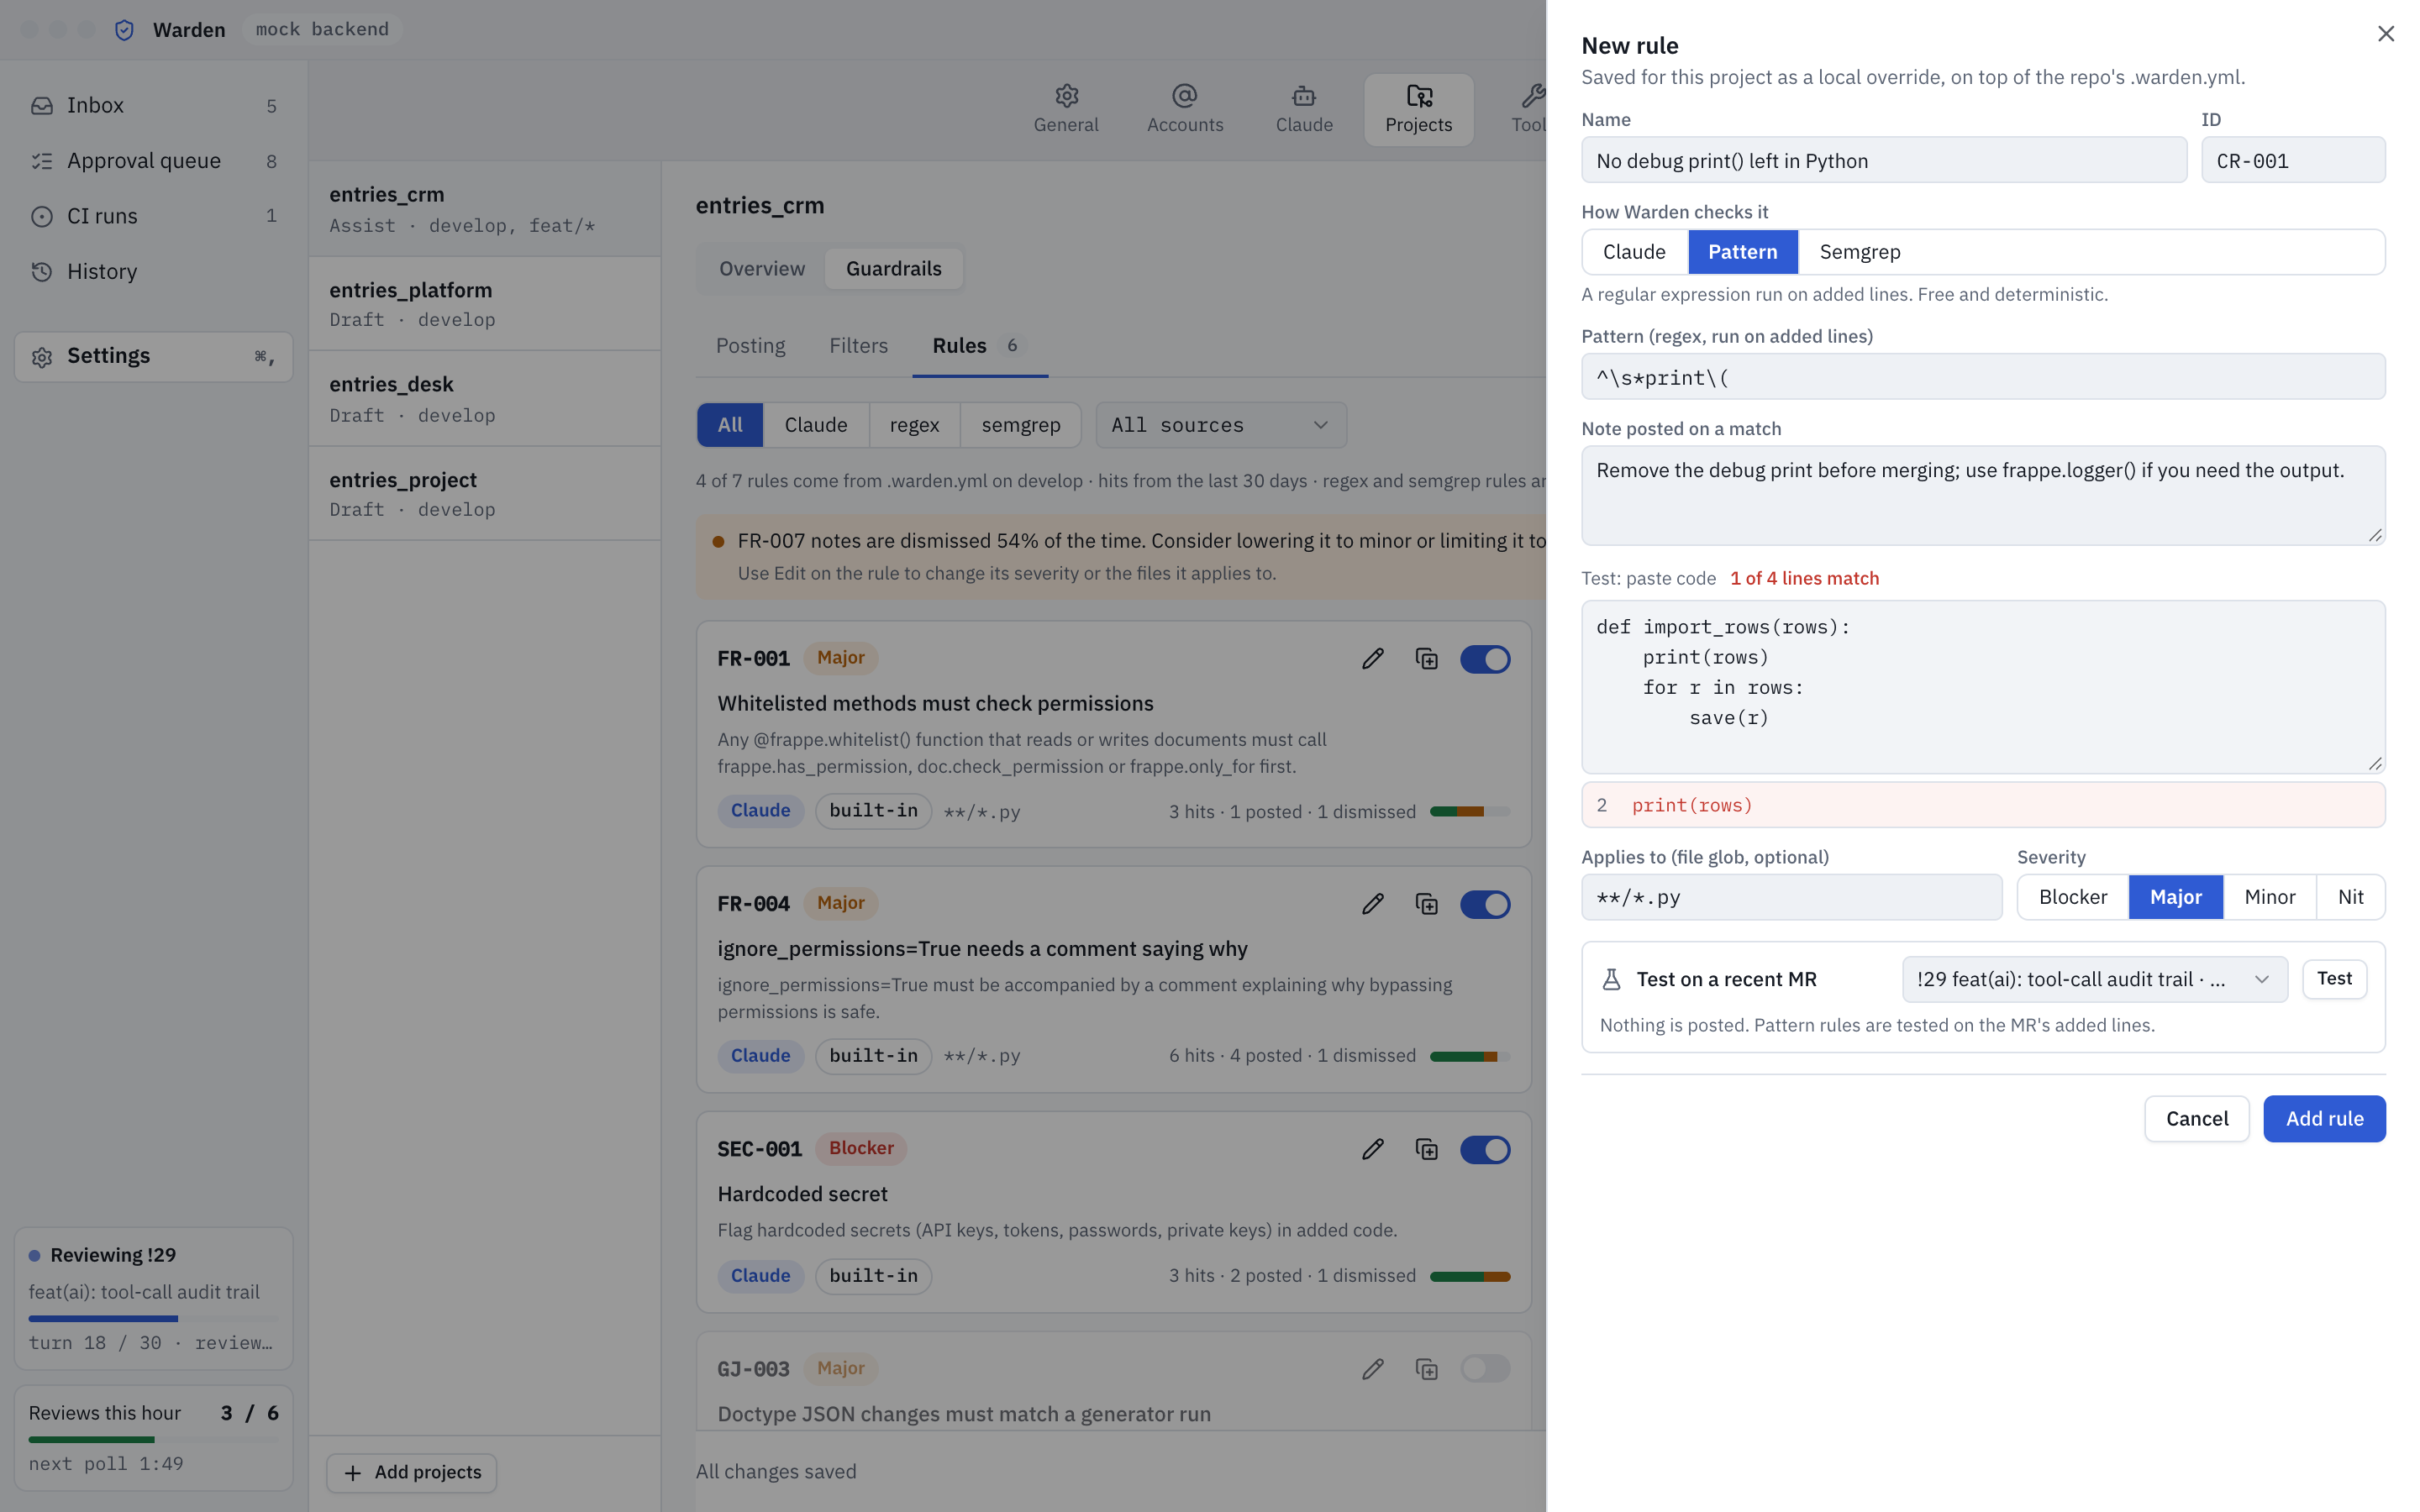 Warden mock backend
Inbox 5
Approval queue 8
CI runs 1
History
Settings ⌘,
Reviewing !29
feat(ai): tool-call audit trail
turn 18 / 30 · review…
Reviews this hour 3 / 6
next poll 1:49
General
Accounts
Claude
Projects
Tool
entries_crm
Assist · develop, feat/*
entries_platform
Draft · develop
entries_desk
Draft · develop
entries_project
Draft · develop
Add projects
entries_crm
Overview Guardrails
Posting Filters Rules 6
All Claude regex semgrep All sources
4 of 7 rules come from .warden.yml on develop · hits from the last 30 days · regex and semgrep rules ar
FR-007 notes are dismissed 54% of the time. Consider lowering it to minor or limiting it to
Use Edit on the rule to change its severity or the files it applies to.
FR-001 Major
Whitelisted methods must check permissions
Any @frappe.whitelist() function that reads or writes documents must call
frappe.has_permission, doc.check_permission or frappe.only_for first.
Claude built-in **/*.py 3 hits · 1 posted · 1 dismissed
FR-004 Major
ignore_permissions=True needs a comment saying why
ignore_permissions=True must be accompanied by a comment explaining why bypassing
permissions is safe.
Claude built-in **/*.py 6 hits · 4 posted · 1 dismissed
SEC-001 Blocker
Hardcoded secret
Flag hardcoded secrets (API keys, tokens, passwords, private keys) in added code.
Claude built-in 3 hits · 2 posted · 1 dismissed
GJ-003 Major
Doctype JSON changes must match a generator run
All changes saved
New rule
Saved for this project as a local override, on top of the repo's .warden.yml.
Name ID
No debug print() left in Python CR-001
How Warden checks it
Claude Pattern Semgrep
A regular expression run on added lines. Free and deterministic.
Pattern (regex, run on added lines)
^\s*print\(
Note posted on a match
Remove the debug print before merging; use frappe.logger() if you need the output.
Test: paste code 1 of 4 lines match
def import_rows(rows):
    print(rows)
    for r in rows:
        save(r)
2 print(rows)
Applies to (file glob, optional) Severity
**/*.py Blocker Major Minor Nit
Test on a recent MR !29 feat(ai): tool-call audit trail · ... Test
Nothing is posted. Pattern rules are tested on the MR's added lines.
Cancel Add rule